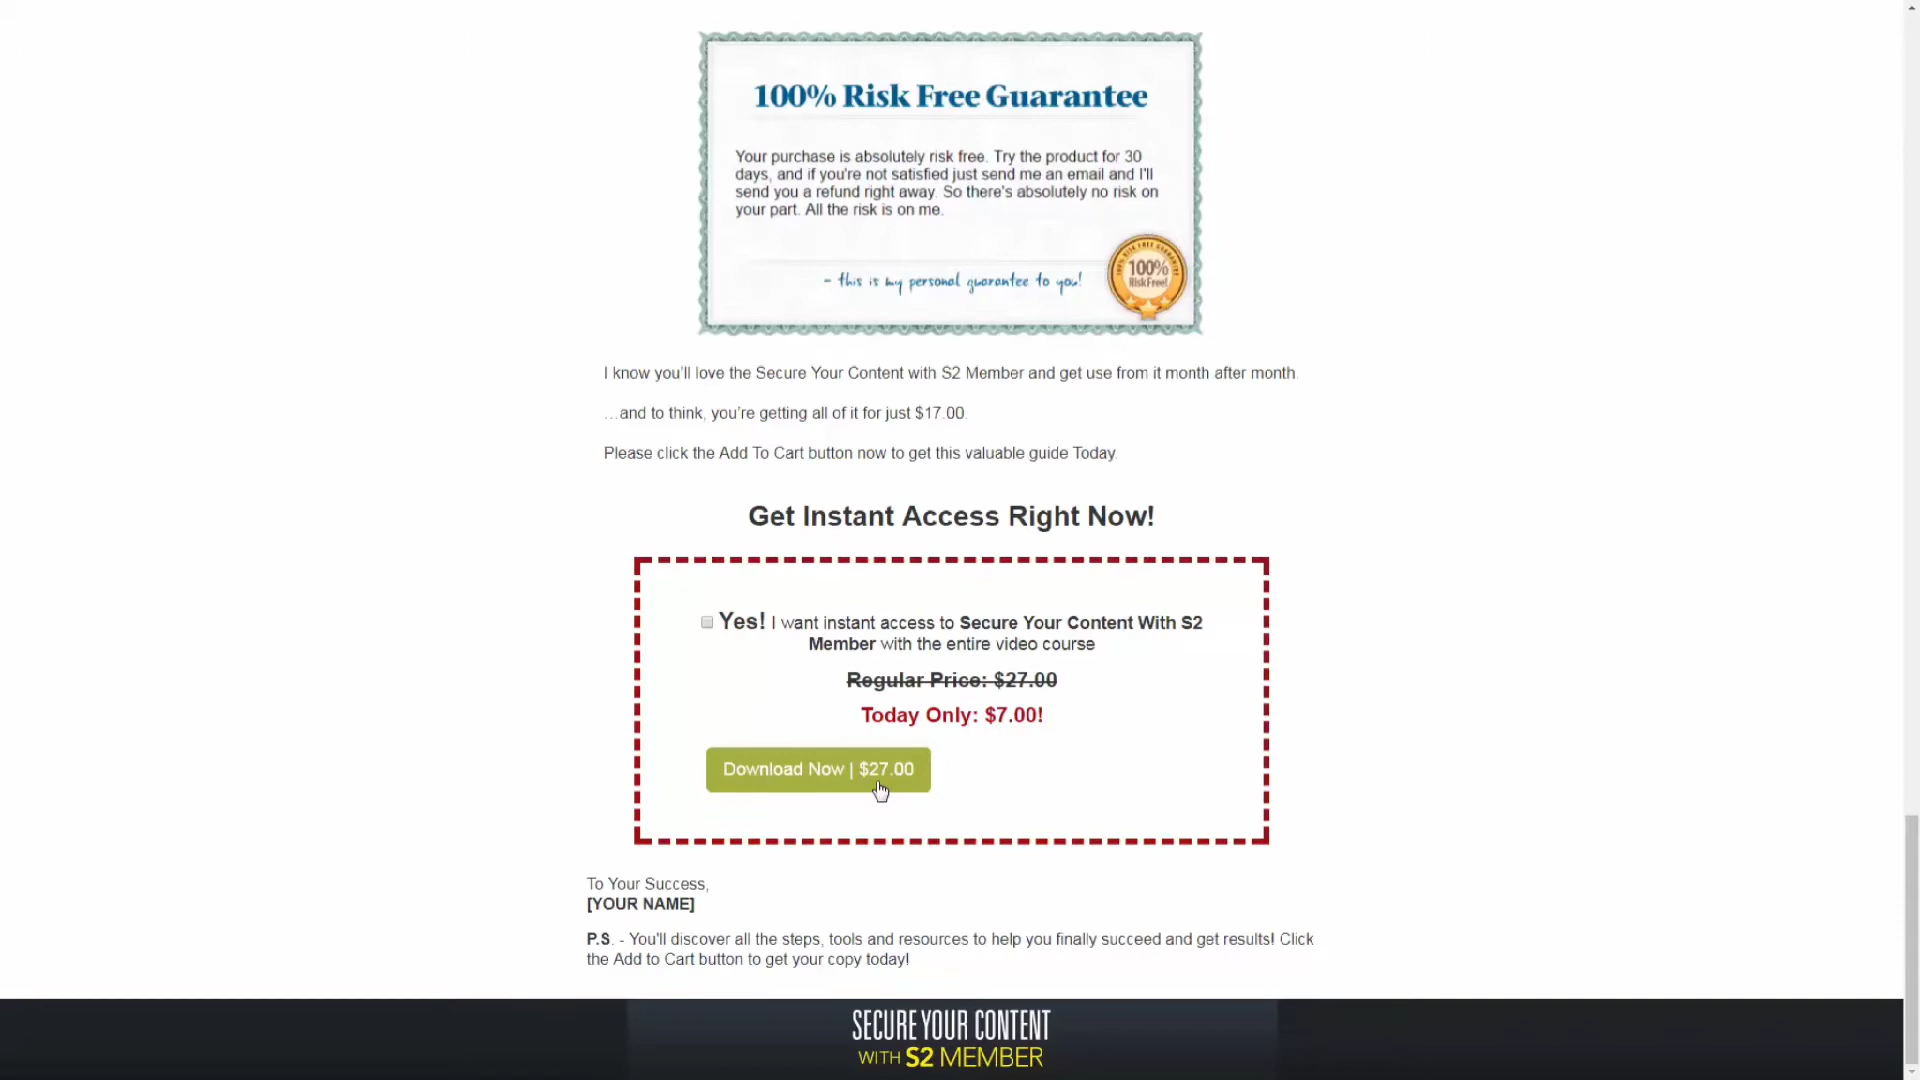 100% Risk Free Guarantee
Your purchase is absolutely risk free. Try the product for 30
days, and if you're not satisfied just send me an email and I'll
send you a refund right away. So there's absolutely no risk on
your part. All the risk is on me.
- this is my personal guarantee to you!
100%
RiskFree!
I know you'll love the Secure Your Content with S2 Member and get use from it month after month.
…and to think, you're getting all of it for just $17.00.
Please click the Add To Cart button now to get this valuable guide Today.
Get Instant Access Right Now!
Yes! I want instant access to Secure Your Content With S2
Member with the entire video course
Regular Price: $27.00
Today Only: $7.00!
Download Now | $27.00
To Your Success,
[YOUR NAME]
P.S. - You'll discover all the steps, tools and resources to help you finally succeed and get results! Click
the Add to Cart button to get your copy today!
SECURE YOUR CONTENT
WITH S2 MEMBER